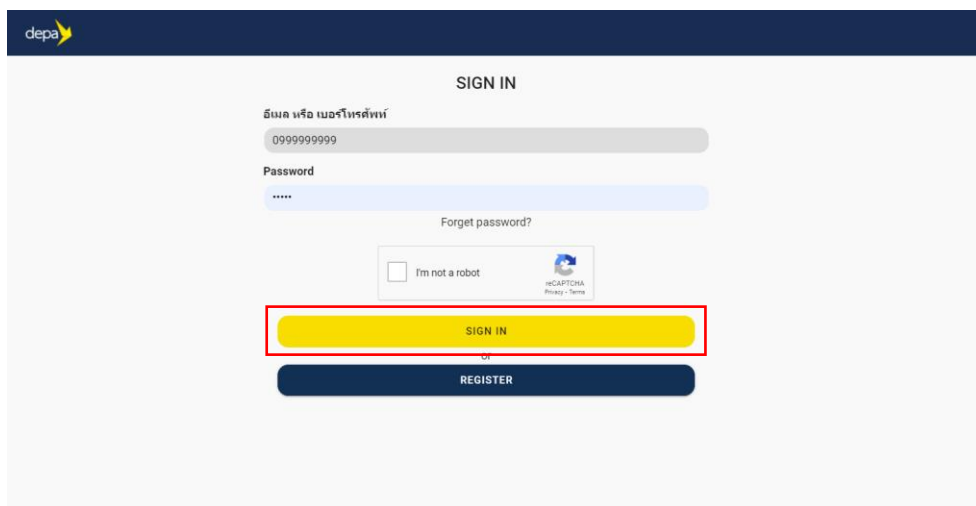 depa
SIGN IN
อีเมล หรือ เบอร์โทรศัพท์
0999999999
Password
•••••
Forget password?
I'm not a robot
reCAPTCHA
Privacy - Terms
SIGN IN
or
REGISTER